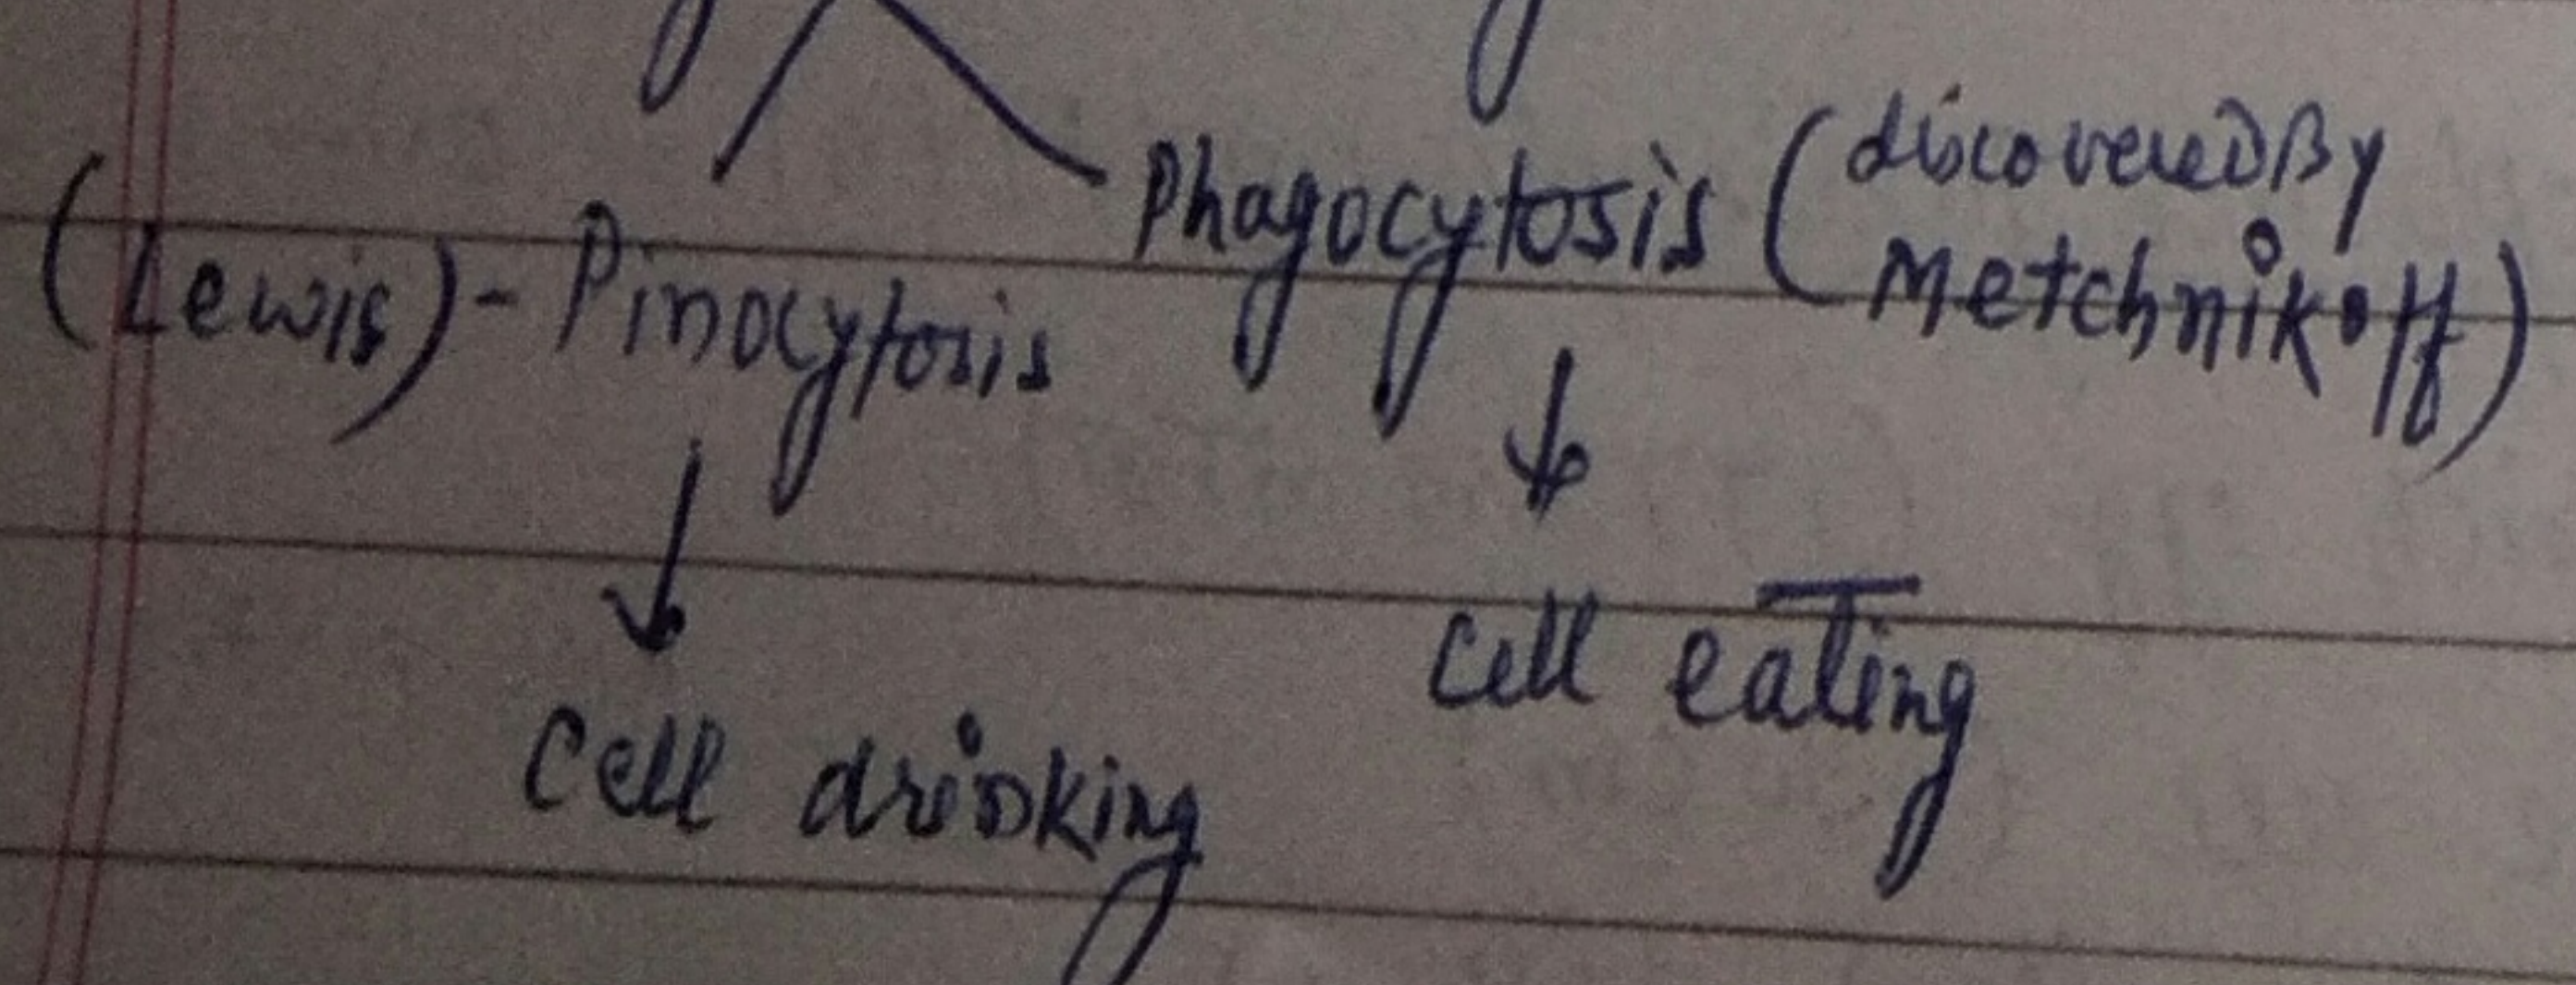 Phagocytosis (discovered By
Metchnikoff)
(Lewis) - Pinocytosis
↓ ↓
Cell eating
Cell drinking